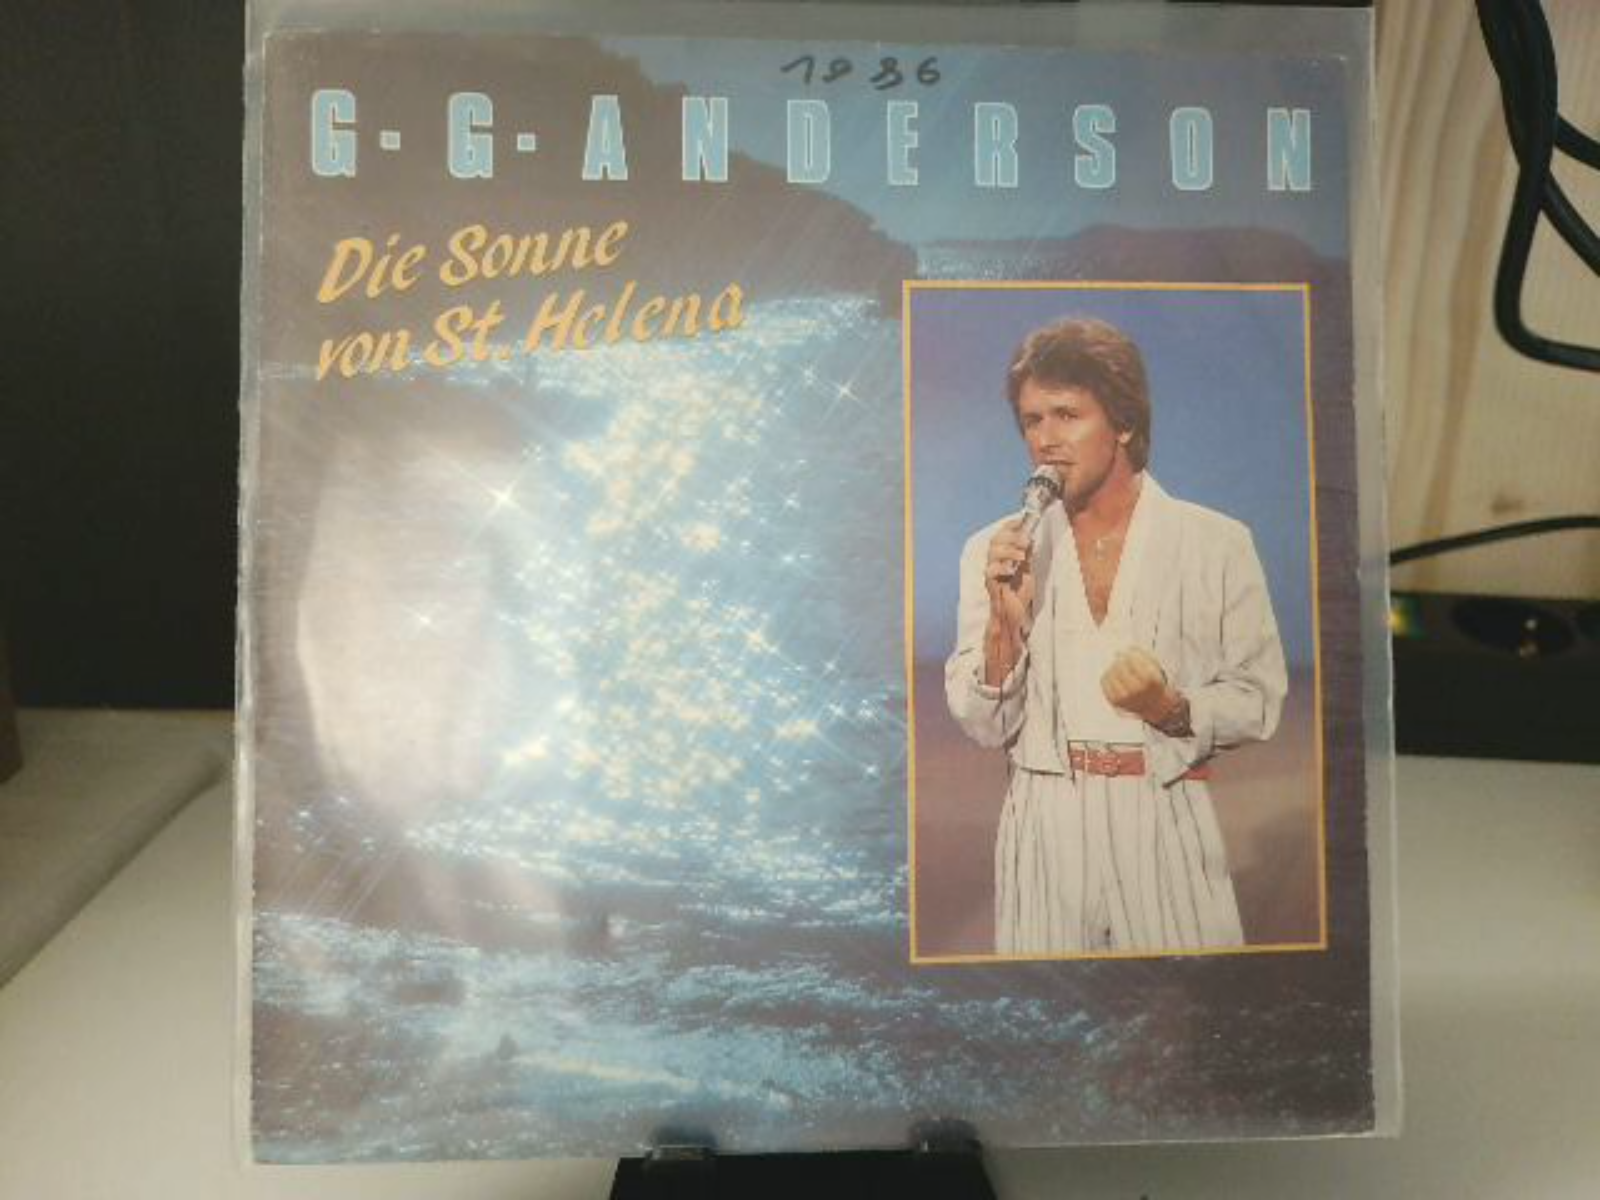 1986
G·G·ANDERSON
Die Sonne
von St. Helena